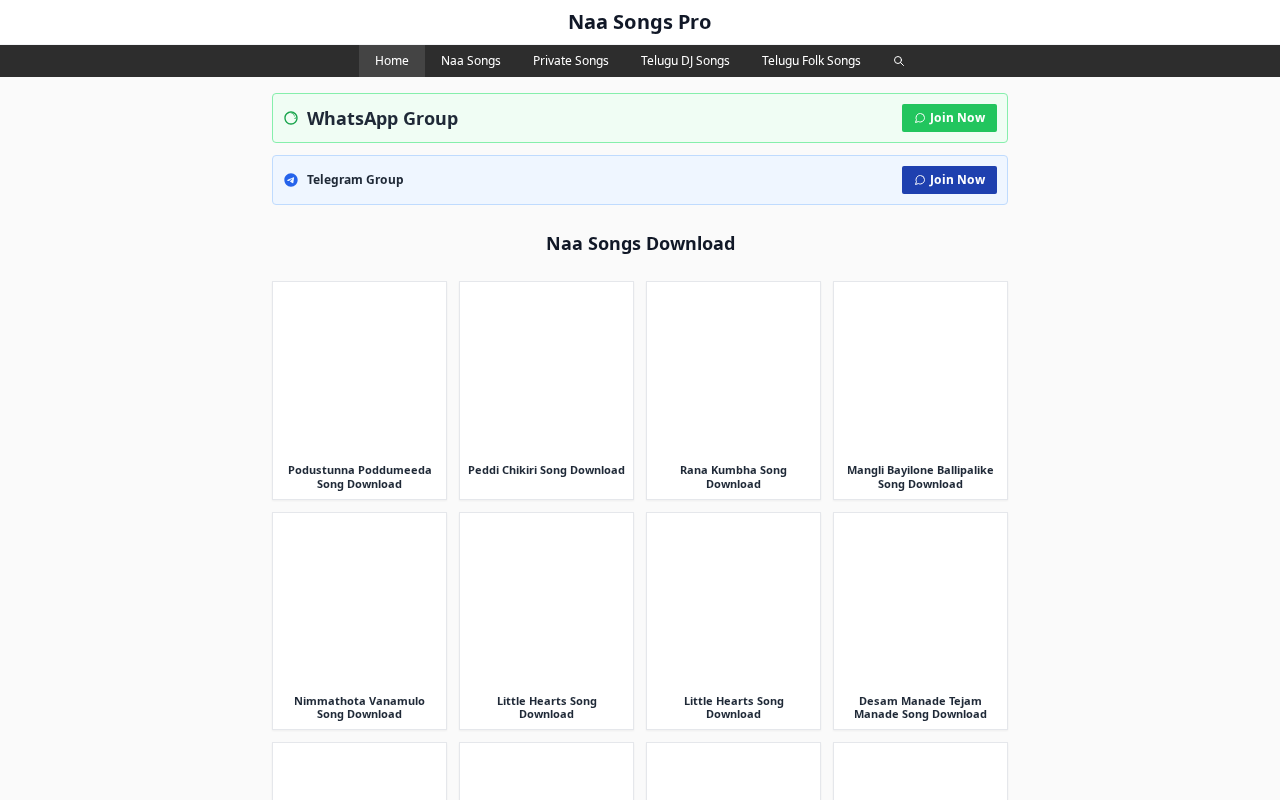 Naa Songs Pro
Home Naa Songs Private Songs Telugu DJ Songs Telugu Folk Songs
WhatsApp Group Join Now
Telegram Group Join Now
Naa Songs Download
Podustunna Poddumeeda
Song Download
Peddi Chikiri Song Download
Rana Kumbha Song
Download
Mangli Bayilone Ballipalike
Song Download
Nimmathota Vanamulo
Song Download
Little Hearts Song
Download
Little Hearts Song
Download
Desam Manade Tejam
Manade Song Download